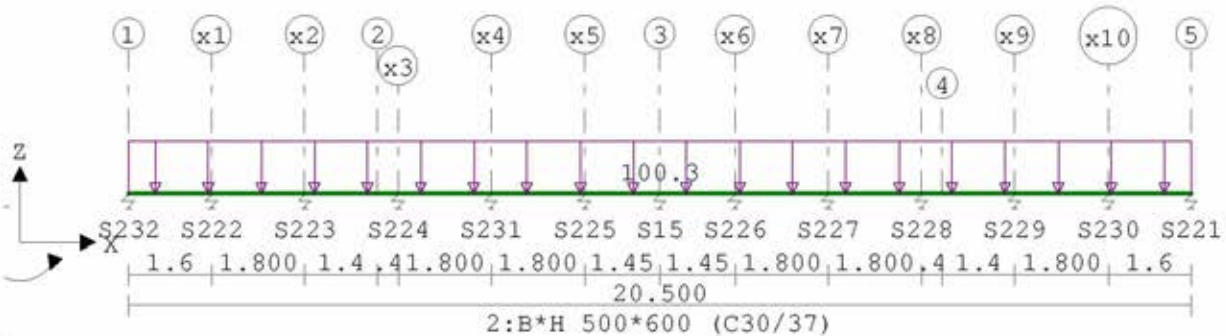 1 x1 x2 2 x4 x5 3 x6 x7 x8 x9 x10 5
x3 4
Z
100.3
X
S232 S222 S223 S224 S231 S225 S15 S226 S227 S228 S229 S230 S221
1.6 1.800 1.4 .4 1.800 1.800 1.45 1.45 1.800 1.800 .4 1.4 1.800 1.6
20.500
2:B*H 500*600 (C30/37)